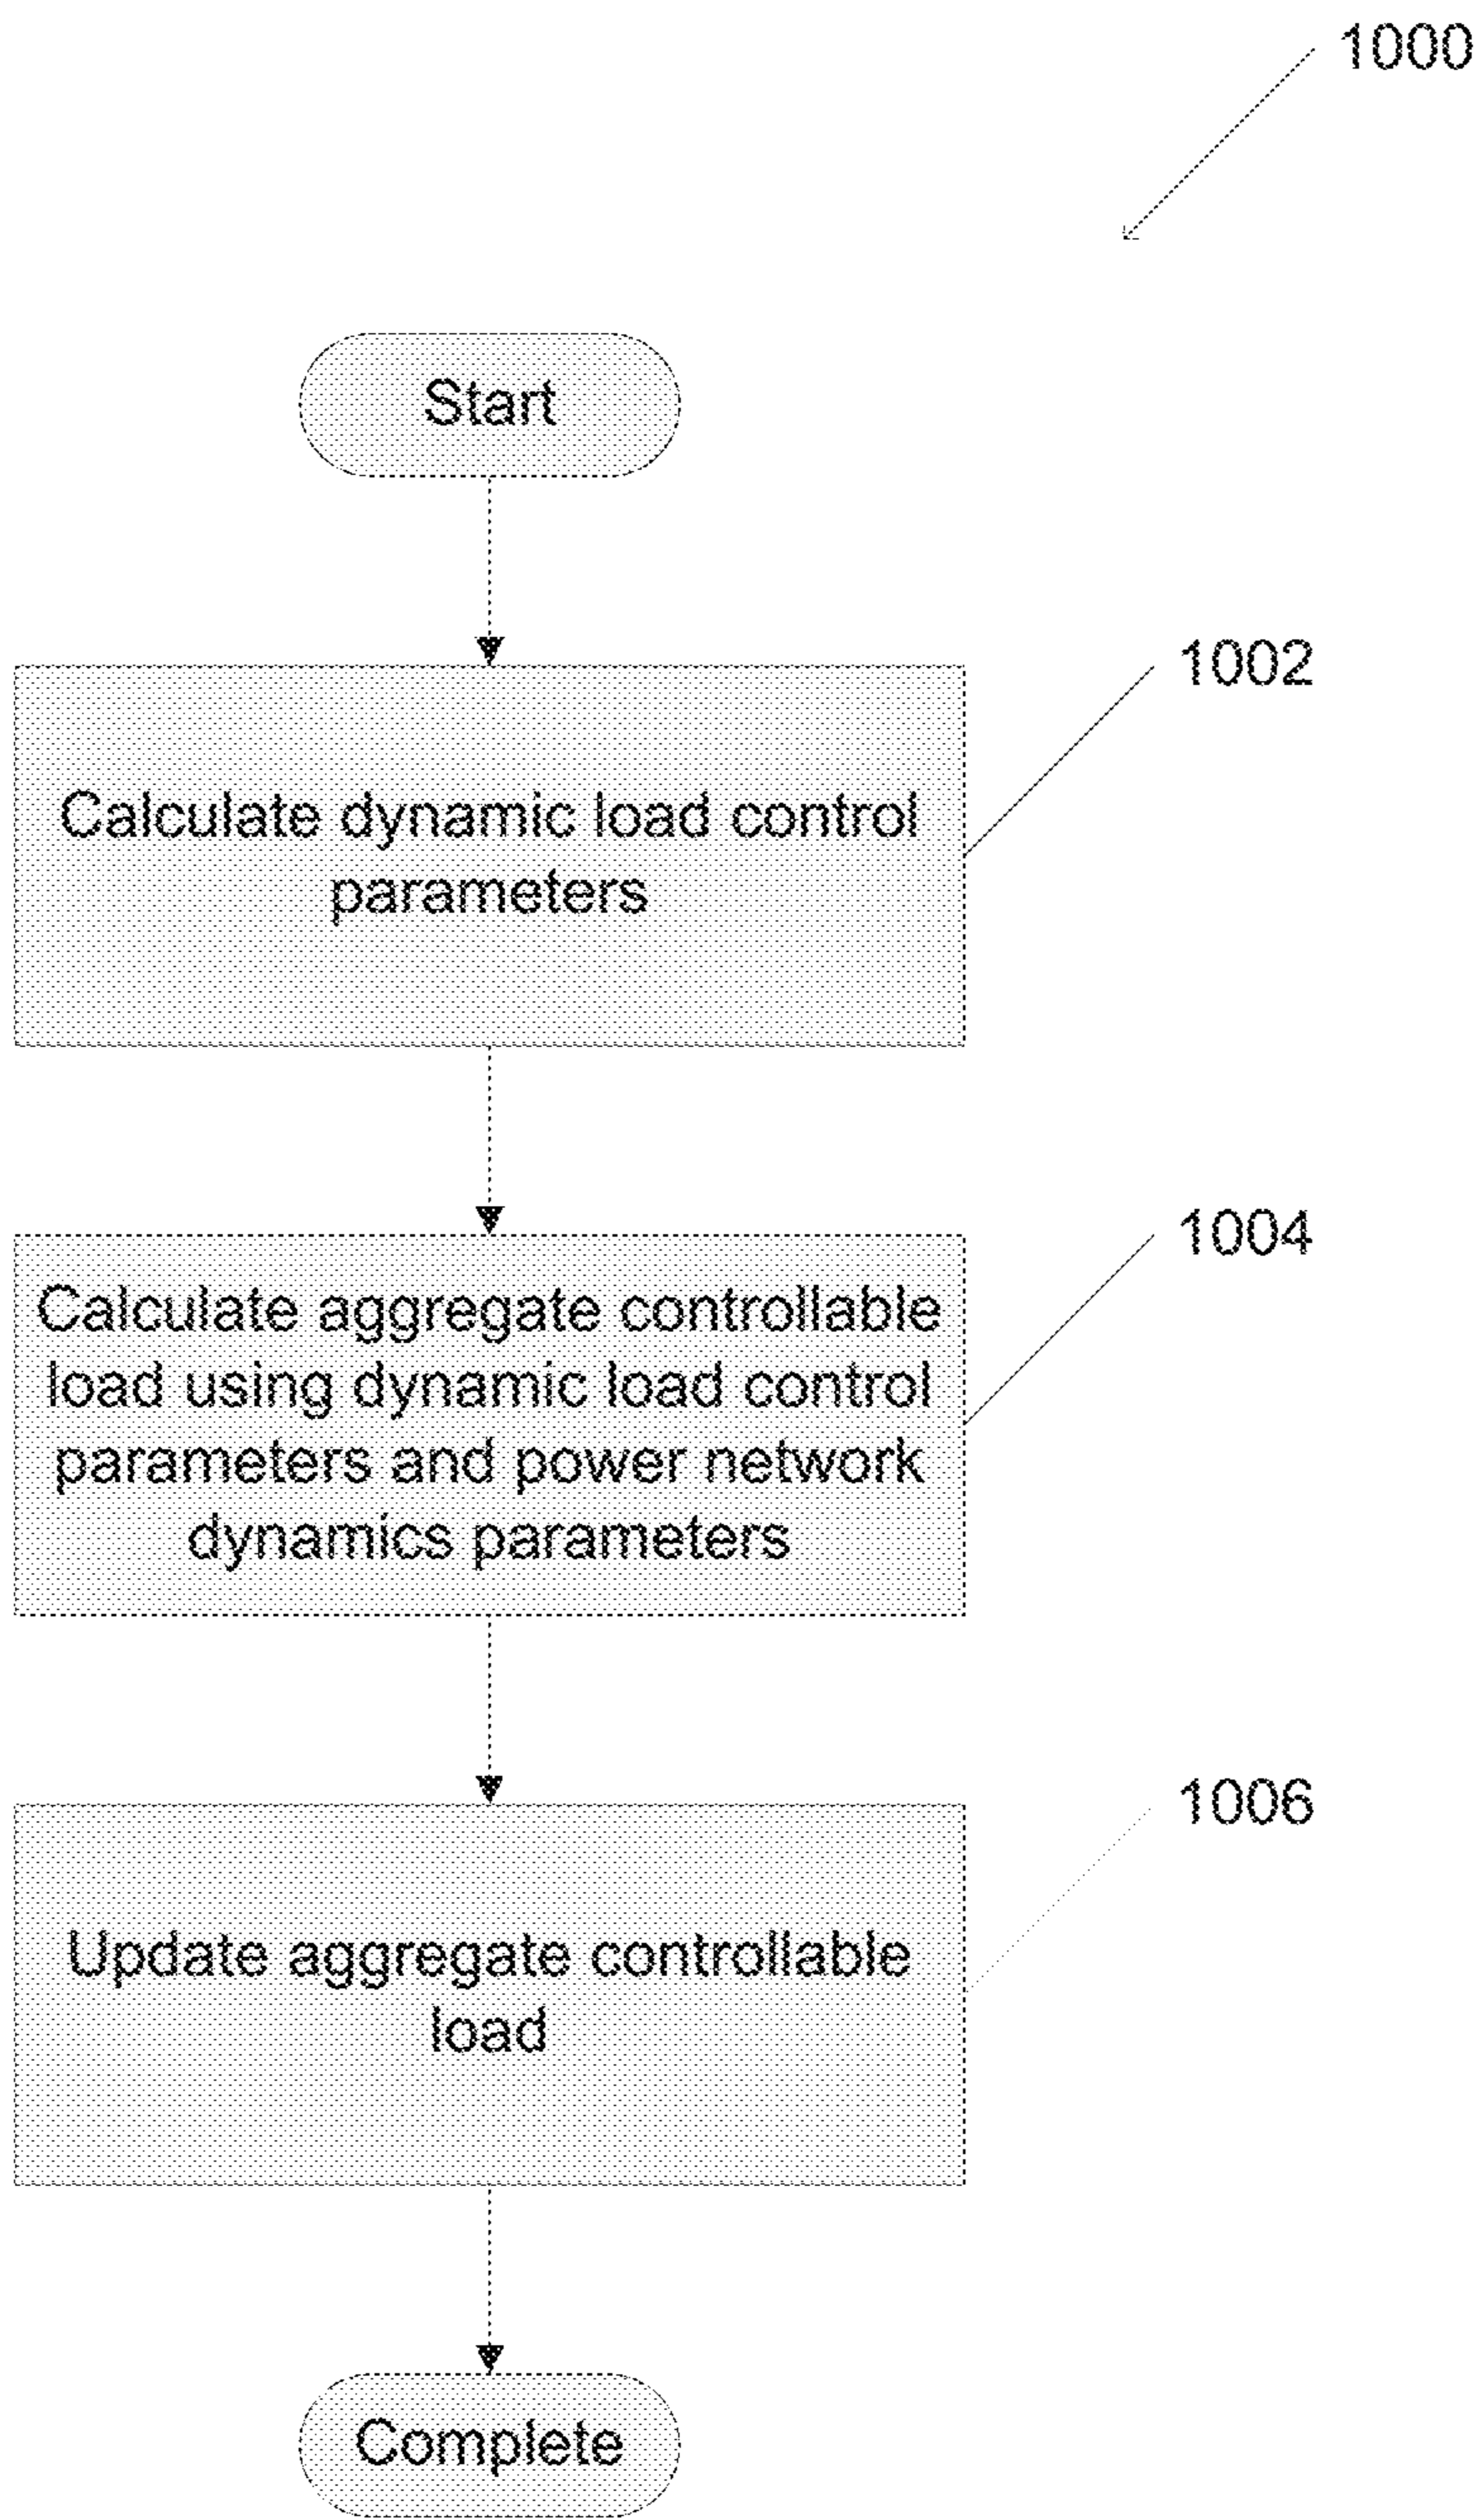 1000
Start
1002
Calculate dynamic load control
parameters
1004
Calculate aggregate controllable
load using dynamic load control
parameters and power network
dynamics parameters
1006
Update aggregate controllable
load
Complete